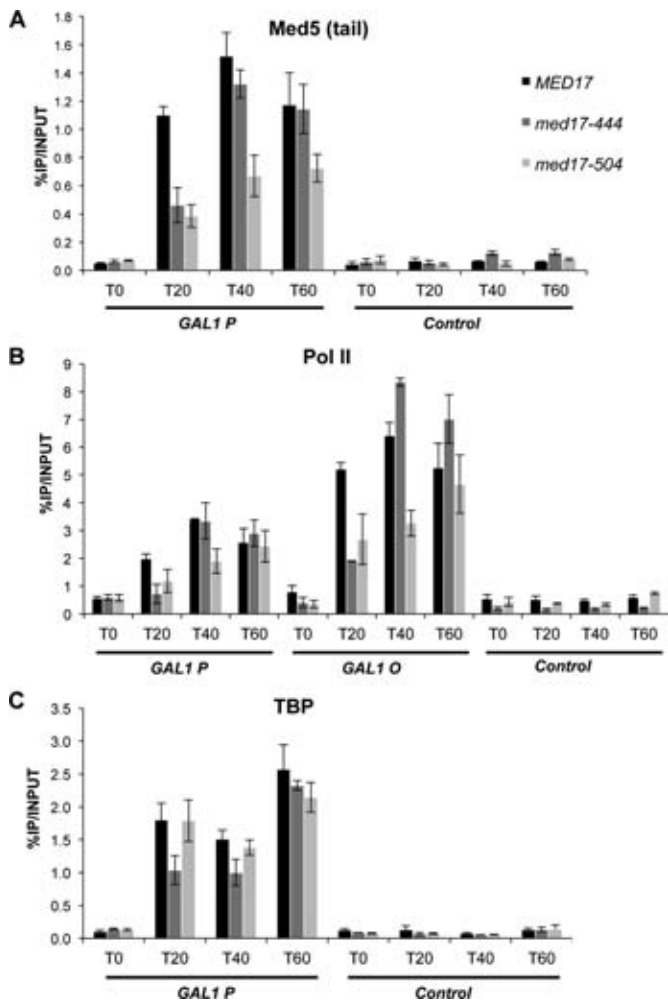 A
Med5 (tail)
%IP/INPUT
1.8
1.6
1.4
1.2
1.0
0.8
0.6
0.4
0.2
0.0
MED17
med17-444
med17-504
T0 T20 T40 T60 T0 T20 T40 T60
GAL1 P Control
B
Pol II
%IP/INPUT
9
8
7
6
5
4
3
2
1
0
T0 T20 T40 T60 T0 T20 T40 T60 T0 T20 T40 T60
GAL1 P GAL1 O Control
C
TBP
%IP/INPUT
3.5
3.0
2.5
2.0
1.5
1.0
0.5
0.0
T0 T20 T40 T60 T0 T20 T40 T60
GAL1 P Control